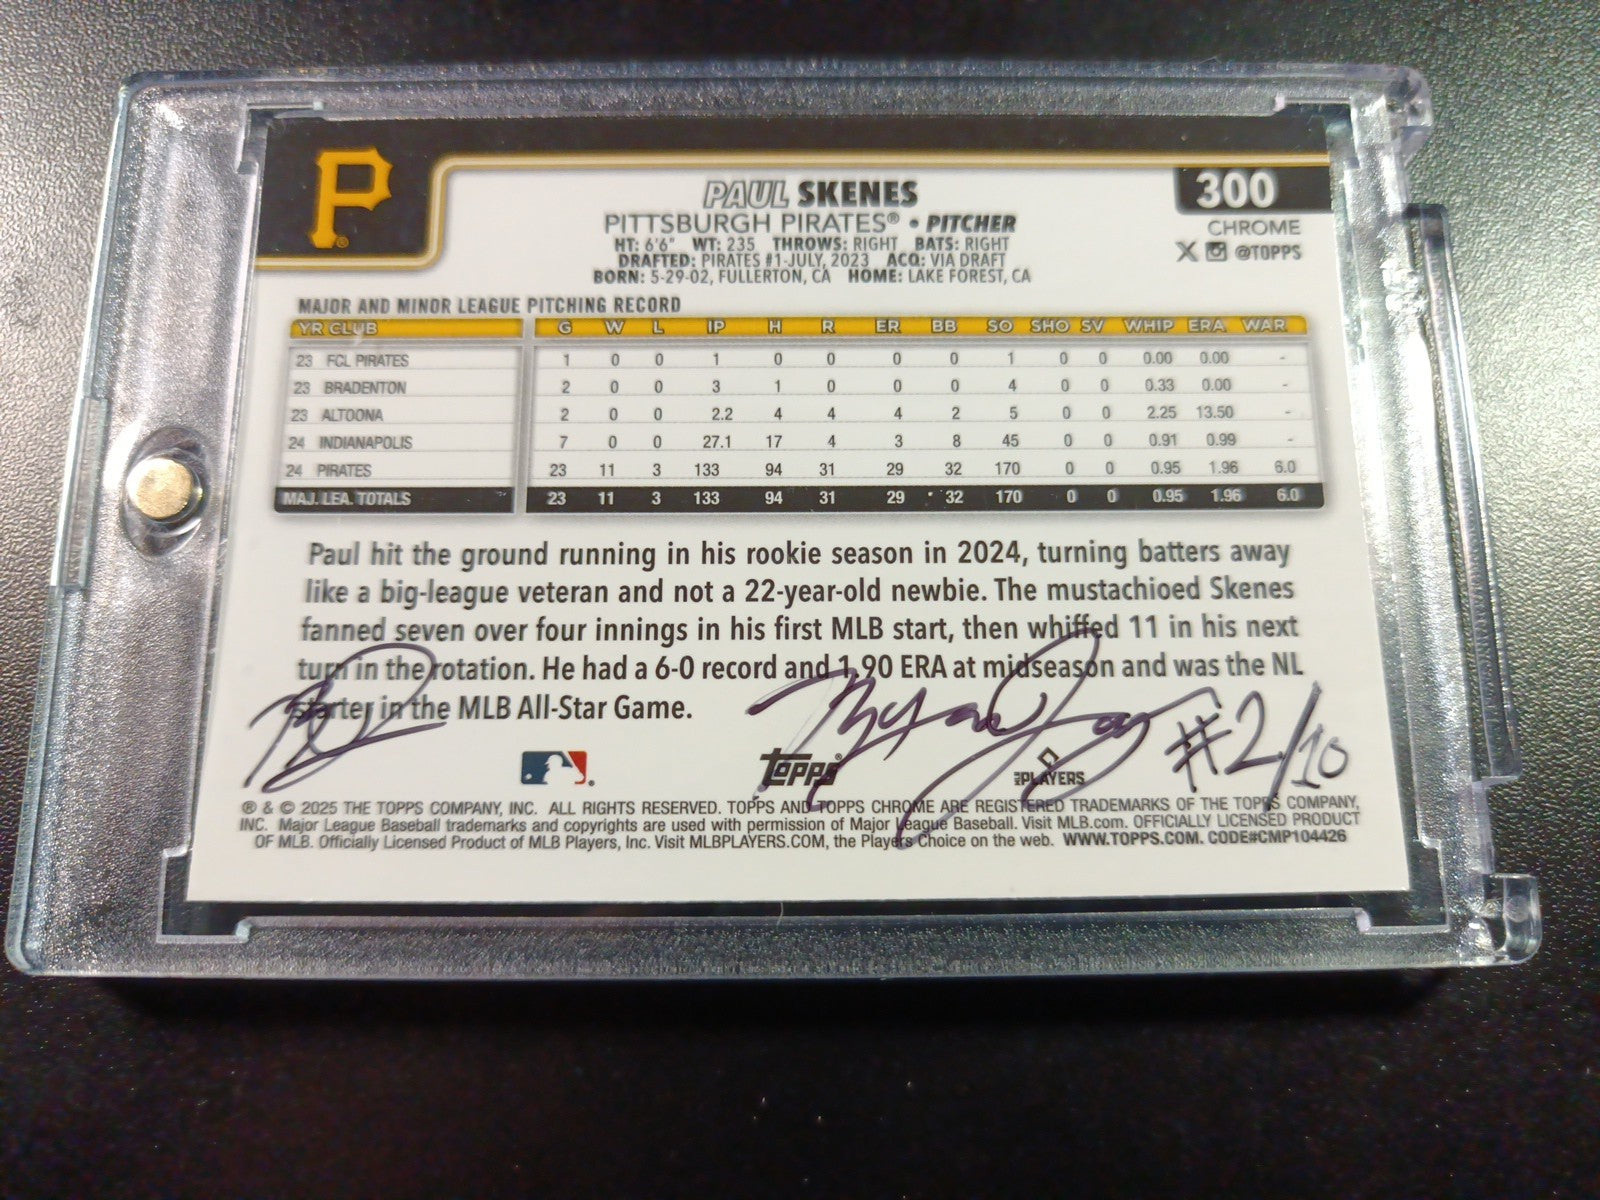 P®
300
CHROME
X @TOPPS
PAUL SKENES
PITTSBURGH PIRATES® • PITCHER
HT: 6'6" WT: 235 THROWS: RIGHT BATS: RIGHT
DRAFTED: PIRATES #1-JULY, 2023 ACQ: VIA DRAFT
BORN: 5-29-02, FULLERTON, CA HOME: LAKE FOREST, CA
MAJOR AND MINOR LEAGUE PITCHING RECORD
YR CLUB G W L IP H R ER BB SO SHO SV WHIP ERA WAR
23 FCL PIRATES 1 0 0 1 0 0 0 0 1 0 0 0.00 0.00 -
23 BRADENTON 2 0 0 3 1 0 0 0 4 0 0 0.33 0.00 -
23 ALTOONA 2 0 0 2.2 4 4 4 2 5 0 0 2.25 13.50 -
24 INDIANAPOLIS 7 0 0 27.1 17 4 3 8 45 0 0 0.91 0.99 -
24 PIRATES 23 11 3 133 94 31 29 32 170 0 0 0.95 1.96 6.0
MAJ. LEA. TOTALS 23 11 3 133 94 31 29 32 170 0 0 0.95 1.96 6.0
Paul hit the ground running in his rookie season in 2024, turning batters away
like a big-league veteran and not a 22-year-old newbie. The mustachioed Skenes
fanned seven over four innings in his first MLB start, then whiffed 11 in his next
turn in the rotation. He had a 6-0 record and 1.90 ERA at midseason and was the NL
starter in the MLB All-Star Game.
#2/10
TOPPS®
MLB PLAYERS
® & © 2025 THE TOPPS COMPANY, INC. ALL RIGHTS RESERVED. TOPPS AND TOPPS CHROME ARE REGISTERED TRADEMARKS OF THE TOPPS COMPANY,
INC. Major League Baseball trademarks and copyrights are used with permission of Major League Baseball. Visit MLB.com. OFFICIALLY LICENSED PRODUCT
OF MLB. Officially Licensed Product of MLB Players, Inc. Visit MLBPLAYERS.COM, the Players Choice on the web. WWW.TOPPS.COM. CODE#CMP104426